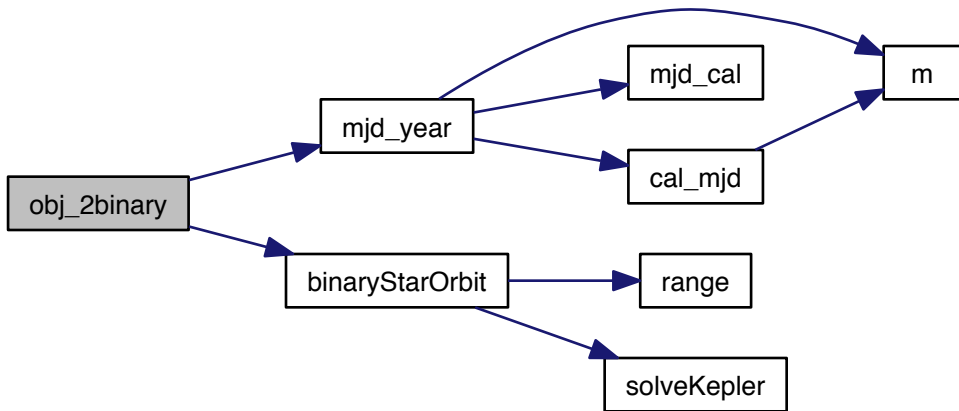 obj_2binary
mjd_year
mjd_cal
cal_mjd
m
binaryStarOrbit
range
solveKepler